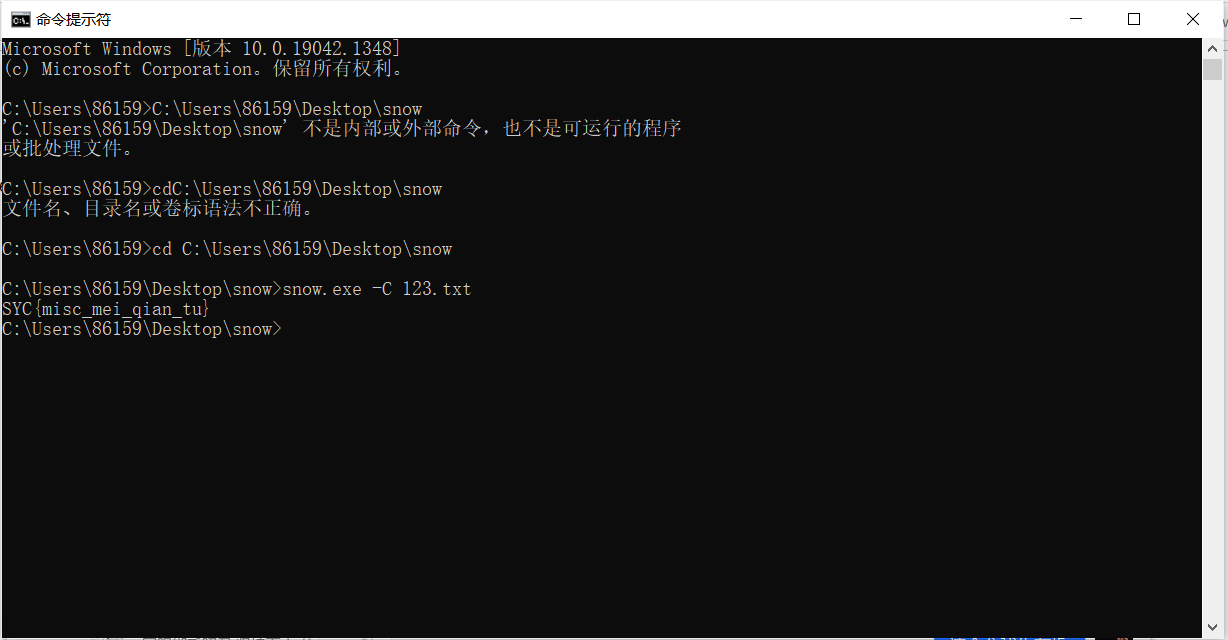 命令提示符
Microsoft Windows [版本 10.0.19042.1348]
(c) Microsoft Corporation。保留所有权利。
C:\Users\86159>C:\Users\86159\Desktop\snow
'C:\Users\86159\Desktop\snow' 不是内部或外部命令，也不是可运行的程序
或批处理文件。
C:\Users\86159>cdC:\Users\86159\Desktop\snow
文件名、目录名或卷标语法不正确。
C:\Users\86159>cd C:\Users\86159\Desktop\snow
C:\Users\86159\Desktop\snow>snow.exe -C 123.txt
SYC{misc_mei_qian_tu}
C:\Users\86159\Desktop\snow>